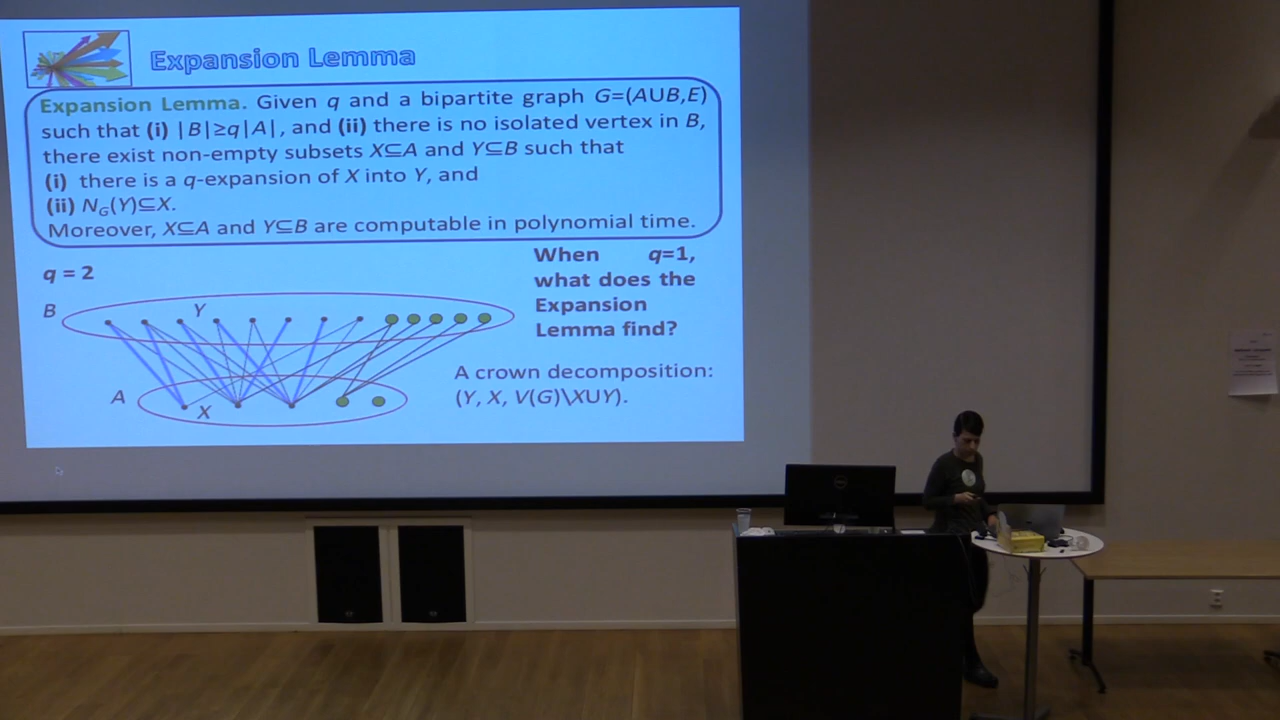 Expansion Lemma
Expansion Lemma. Given q and a bipartite graph G=(A∪B,E)
such that (i) |B|≥q|A|, and (ii) there is no isolated vertex in B,
there exist non-empty subsets X⊆A and Y⊆B such that
(i) there is a q-expansion of X into Y, and
(ii) N_G(Y)⊆X.
Moreover, X⊆A and Y⊆B are computable in polynomial time.
q = 2
B
Y
A
X
When q=1,
what does the
Expansion
Lemma find?
A crown decomposition:
(Y, X, V(G)\X∪Y).